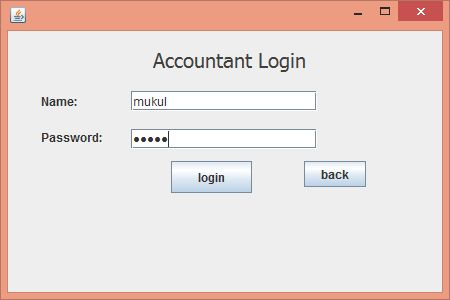 Accountant Login
Name: mukul
Password: •••••
login back